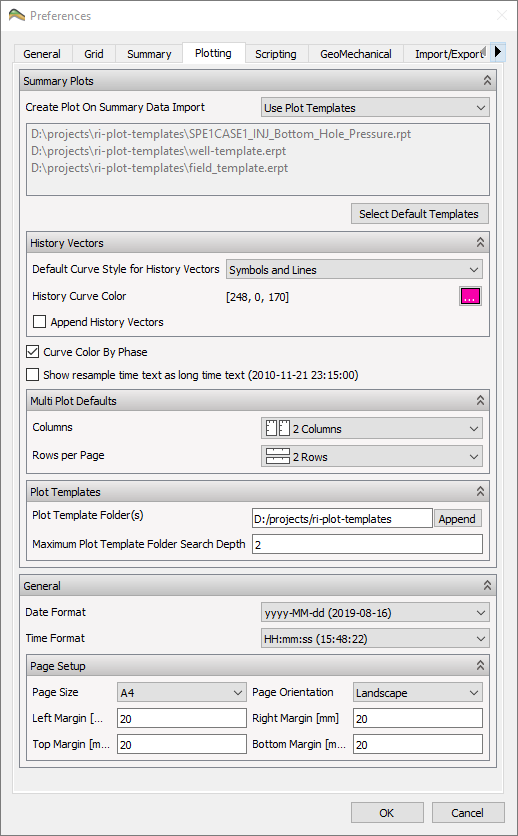 Preferences
General Grid Summary Plotting Scripting GeoMechanical Import/Export
Summary Plots
Create Plot On Summary Data Import Use Plot Templates
D:\projects\ri-plot-templates\SPE1CASE1_INJ_Bottom_Hole_Pressure.rpt
D:\projects\ri-plot-templates\well-template.erpt
D:\projects\ri-plot-templates\field_template.erpt
Select Default Templates
History Vectors
Default Curve Style for History Vectors Symbols and Lines
History Curve Color [248, 0, 170] ...
Append History Vectors
Curve Color By Phase
Show resample time text as long time text (2010-11-21 23:15:00)
Multi Plot Defaults
Columns 2 Columns
Rows per Page 2 Rows
Plot Templates
Plot Template Folder(s) D:/projects/ri-plot-templates Append
Maximum Plot Template Folder Search Depth 2
General
Date Format yyyy-MM-dd (2019-08-16)
Time Format HH:mm:ss (15:48:22)
Page Setup
Page Size A4 Page Orientation Landscape
Left Margin [... 20 Right Margin [mm] 20
Top Margin [m... 20 Bottom Margin [m... 20
OK Cancel